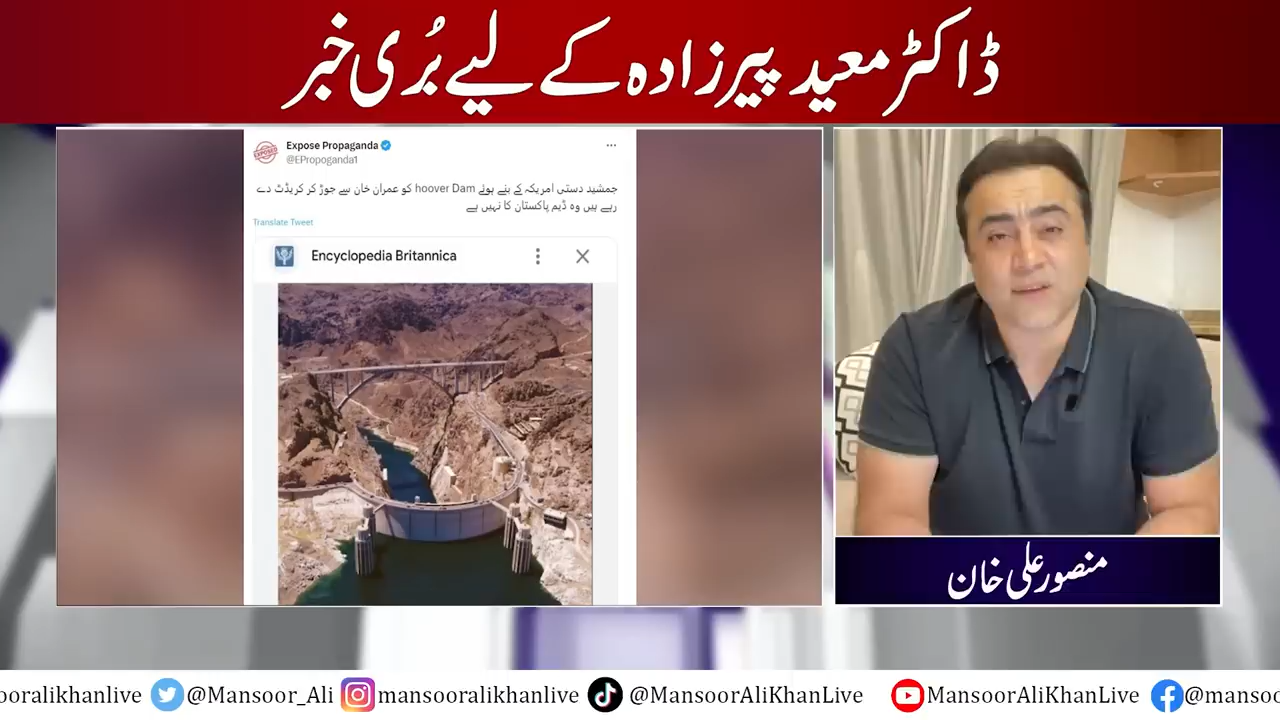 ڈاکٹر معید پیرزادہ کے لیے بُری خبر
Expose Propaganda
@EPropoganda1
جمشید دستی امریکہ کے بنے ہوئے hoover Dam کو عمران خان سے جوڑ کر کریڈٹ دے
رہے ہیں وہ ڈیم پاکستان کا نہیں ہے
Translate Tweet
Encyclopedia Britannica
EXPOSED
منصور علی خان
ooralikhanlive @Mansoor_Ali mansooralikhanlive @MansoorAliKhanLive MansoorAliKhanLive @manso